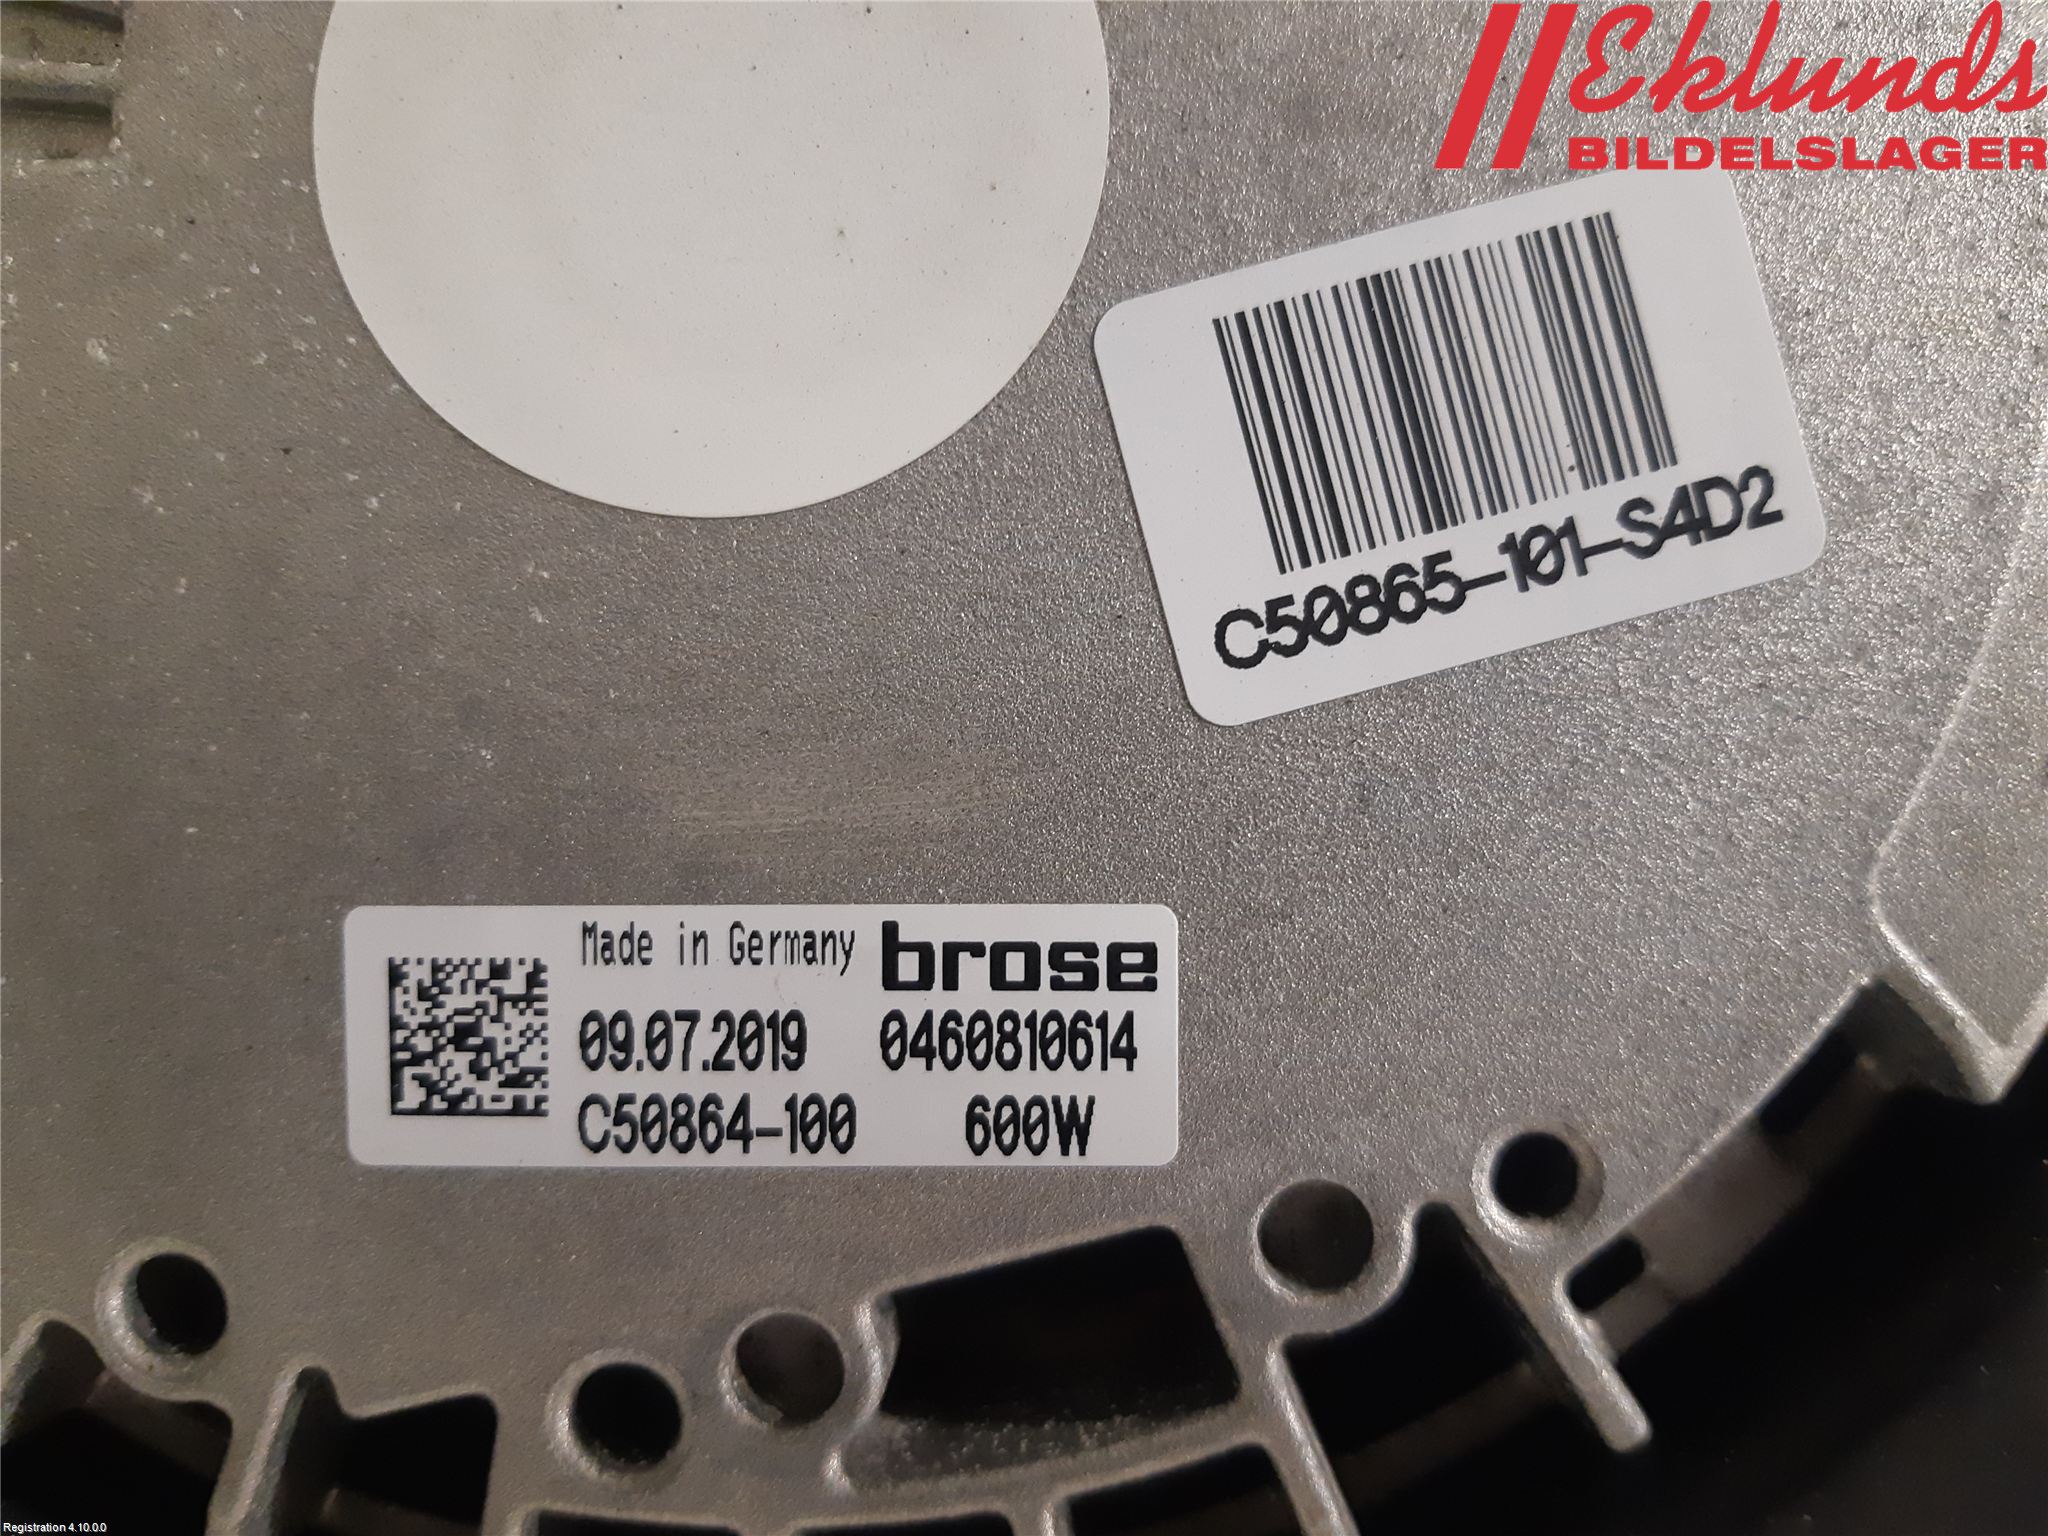 Eklunds
BILDELSLAGER
C50865-101-S4D2
Made in Germany brose
09.07.2019 0460810614
C50864-100 600W
Registration 4.10.0.0